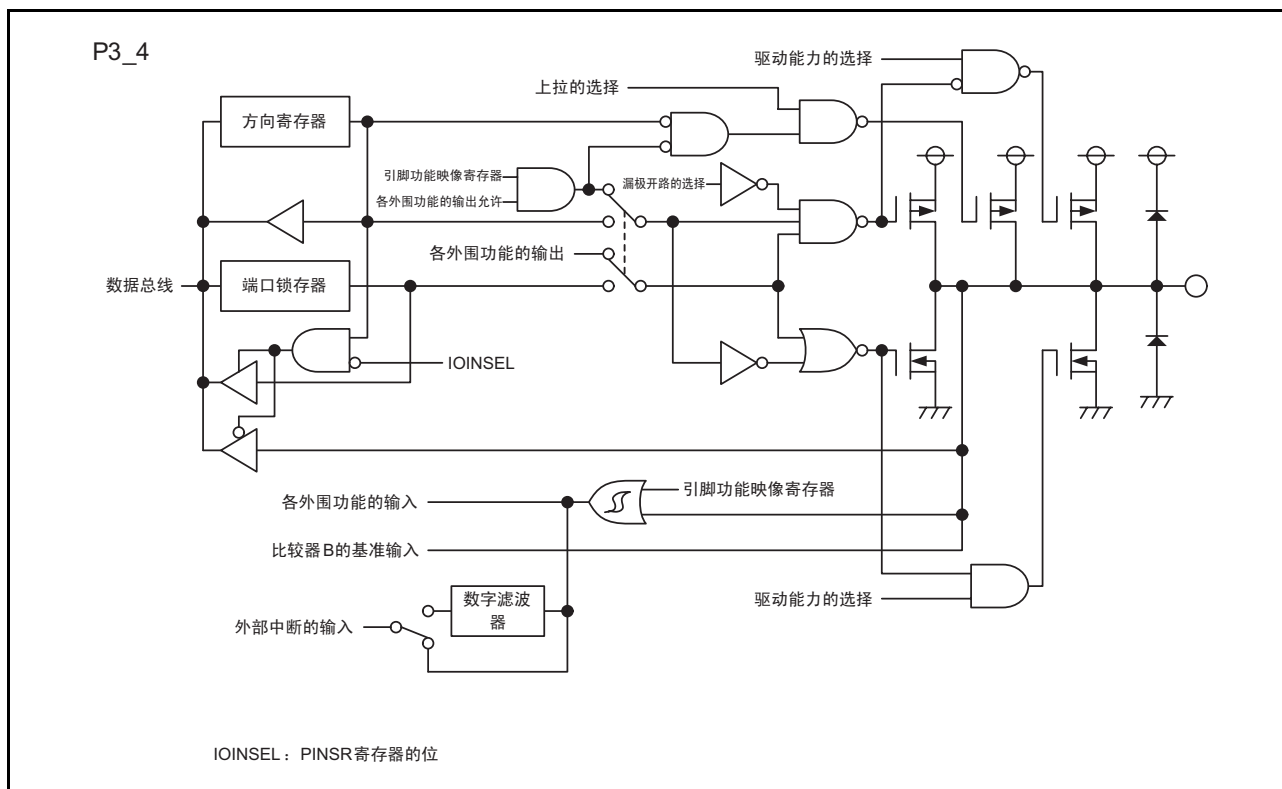 P3_4
驱动能力的选择
上拉的选择
方向寄存器
引脚功能映像寄存器
各外围功能的输出允许
漏极开路的选择
各外围功能的输出
数据总线
端口锁存器
IOINSEL
各外围功能的输入
引脚功能映像寄存器
比较器B的基准输入
数字滤波
器
驱动能力的选择
外部中断的输入
IOINSEL：PINSR寄存器的位